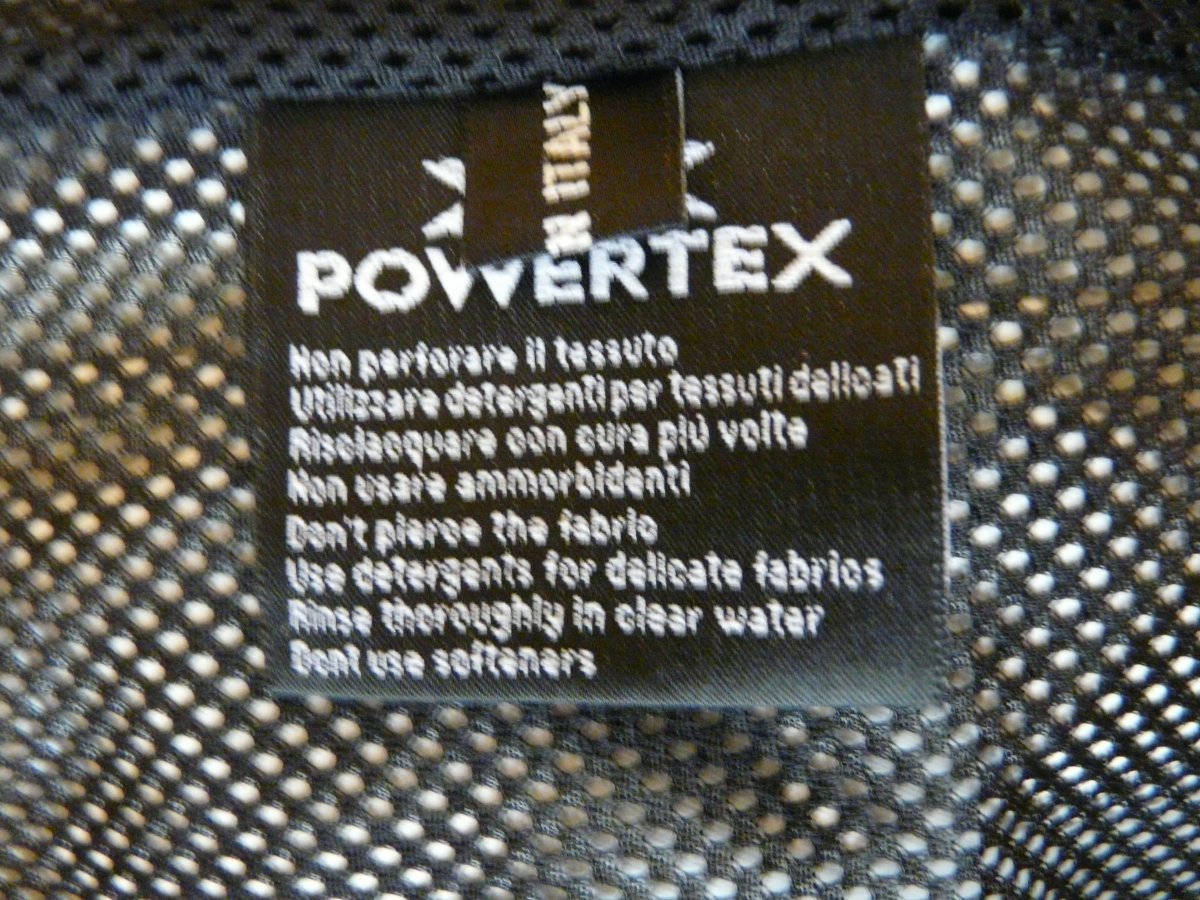 IN ITALY
POWERTEX
Non perforare il tessuto
Utilizzare detergenti per tessuti delicati
Risciacquare con cura più volte
Non usare ammorbidenti
Don't pierce the fabric
Use detergents for delicate fabrics
Rinse thoroughly in clear water
Dont use softeners